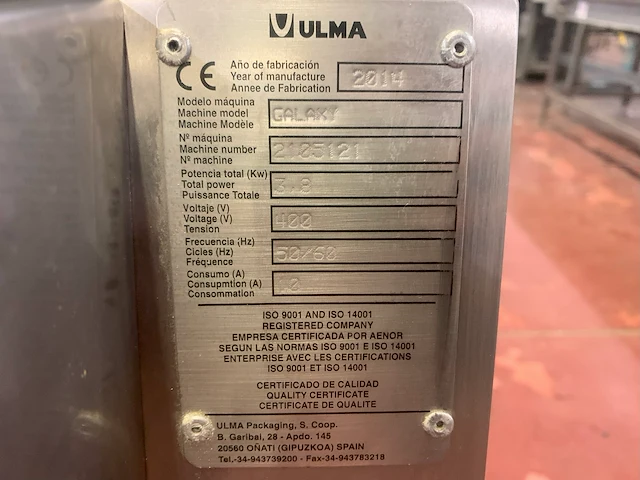 ULMA
CE
Año de fabricación
Year of manufacture 2014
Annee de Fabrication
Modelo máquina
Machine model GALAXY
Machine Modèle
Nº máquina
Machine number 2105121
Nº machine
Potencia total (Kw)
Total power 3.8
Puissance Totale
Voltaje (V)
Voltage (V) 400
Tension
Frecuencia (Hz)
Cicles (Hz) 50/60
Fréquence
Consumo (A)
Consupmtion (A)
Consommation
ISO 9001 AND ISO 14001
REGISTERED COMPANY
EMPRESA CERTIFICADA POR AENOR
SEGUN LAS NORMAS ISO 9001 E ISO 14001
ENTERPRISE AVEC LES CERTIFICATIONS
ISO 9001 ET ISO 14001
CERTIFICADO DE CALIDAD
QUALITY CERTIFICATE
CERTIFICATE DE QUALITE
ULMA Packaging, S. Coop.
B. Garibai, 28 - Apdo. 145
20560 OÑATI (GIPUZKOA) SPAIN
Tel.-34-943739200 - Fax-34-943783218